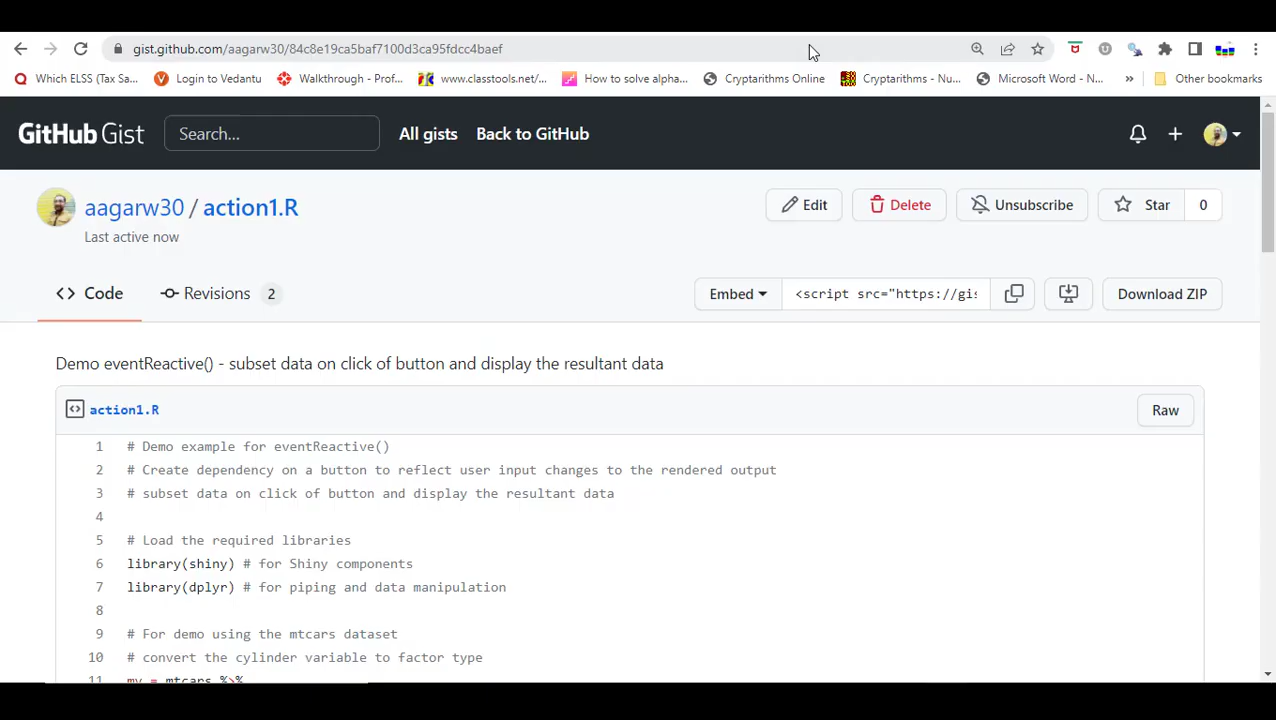 gist.github.com/aagarw30/84c8e19ca5baf7100d3ca95fdcc4baef
Which ELSS (Tax Sa... Login to Vedantu Walkthrough - Prof... www.classtools.net/... How to solve alpha... Cryptarithms Online Cryptarithms - Nu... Microsoft Word - N... » Other bookmarks
GitHub Gist Search... All gists Back to GitHub
aagarw30 / action1.R Edit Delete Unsubscribe Star 0
Last active now
Code Revisions 2 Embed <script src="https://gis Download ZIP
Demo eventReactive() - subset data on click of button and display the resultant data
action1.R Raw
1 # Demo example for eventReactive()
2 # Create dependency on a button to reflect user input changes to the rendered output
3 # subset data on click of button and display the resultant data
4
5 # Load the required libraries
6 library(shiny) # for Shiny components
7 library(dplyr) # for piping and data manipulation
8
9 # For demo using the mtcars dataset
10 # convert the cylinder variable to factor type
11 my = mtcars %>%